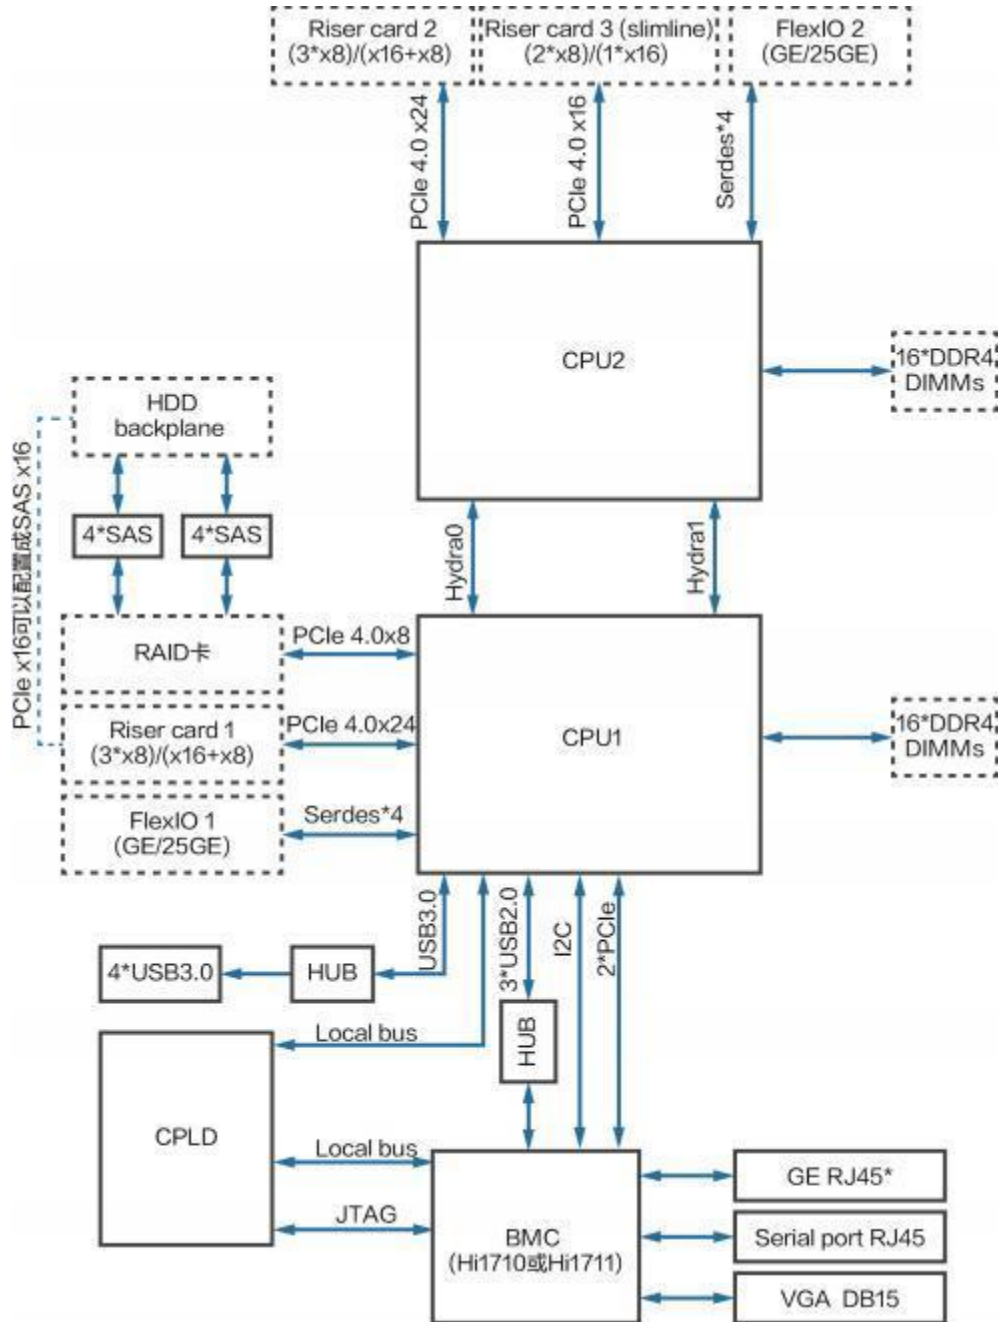 Riser card 2
(3*x8)/(x16+x8)
Riser card 3 (slimline)
(2*x8)/(1*x16)
FlexIO 2
(GE/25GE)
PCIe 4.0 x24
PCIe 4.0 x16
Serdes*4
CPU2
16*DDR4
DIMMs
HDD
backplane
PCIe x16可以配置成SAS x16
4*SAS
4*SAS
Hydra0
Hydra1
RAID卡
PCIe 4.0x8
Riser card 1
(3*x8)/(x16+x8)
PCIe 4.0x24
CPU1
16*DDR4
DIMMs
FlexIO 1
(GE/25GE)
Serdes*4
USB3.0
3*USB2.0
I2C
2*PCIe
4*USB3.0
HUB
HUB
Local bus
CPLD
Local bus
JTAG
BMC
(Hi1710或Hi1711)
GE RJ45*
Serial port RJ45
VGA DB15